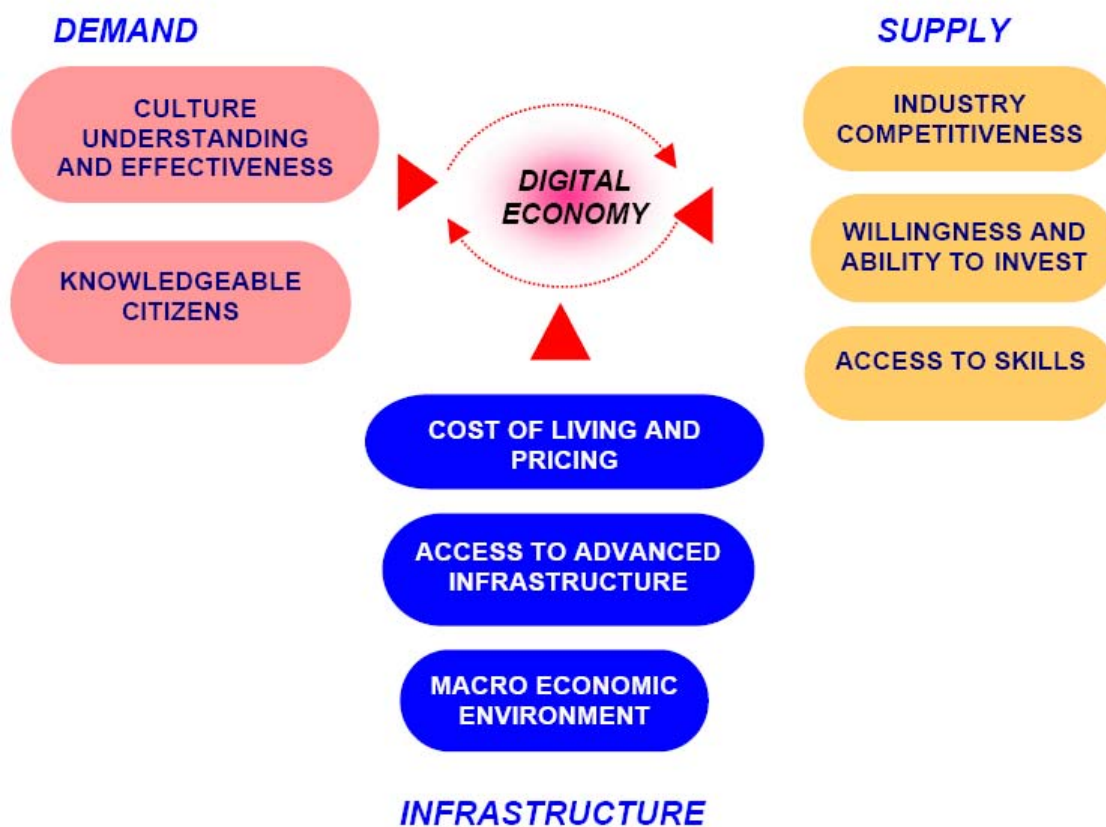 DEMAND
CULTURE
UNDERSTANDING
AND EFFECTIVENESS
KNOWLEDGEABLE
CITIZENS
DIGITAL
ECONOMY
SUPPLY
INDUSTRY
COMPETITIVENESS
WILLINGNESS AND
ABILITY TO INVEST
ACCESS TO SKILLS
COST OF LIVING AND
PRICING
ACCESS TO ADVANCED
INFRASTRUCTURE
MACRO ECONOMIC
ENVIRONMENT
INFRASTRUCTURE